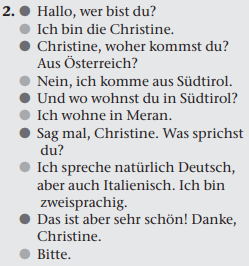 2. ● Hallo, wer bist du?
● Ich bin die Christine.
● Christine, woher kommst du?
Aus Österreich?
● Nein, ich komme aus Südtirol.
● Und wo wohnst du in Südtirol?
● Ich wohne in Meran.
● Sag mal, Christine. Was sprichst
du?
● Ich spreche natürlich Deutsch,
aber auch Italienisch. Ich bin
zweisprachig.
● Das ist aber sehr schön! Danke,
Christine.
● Bitte.